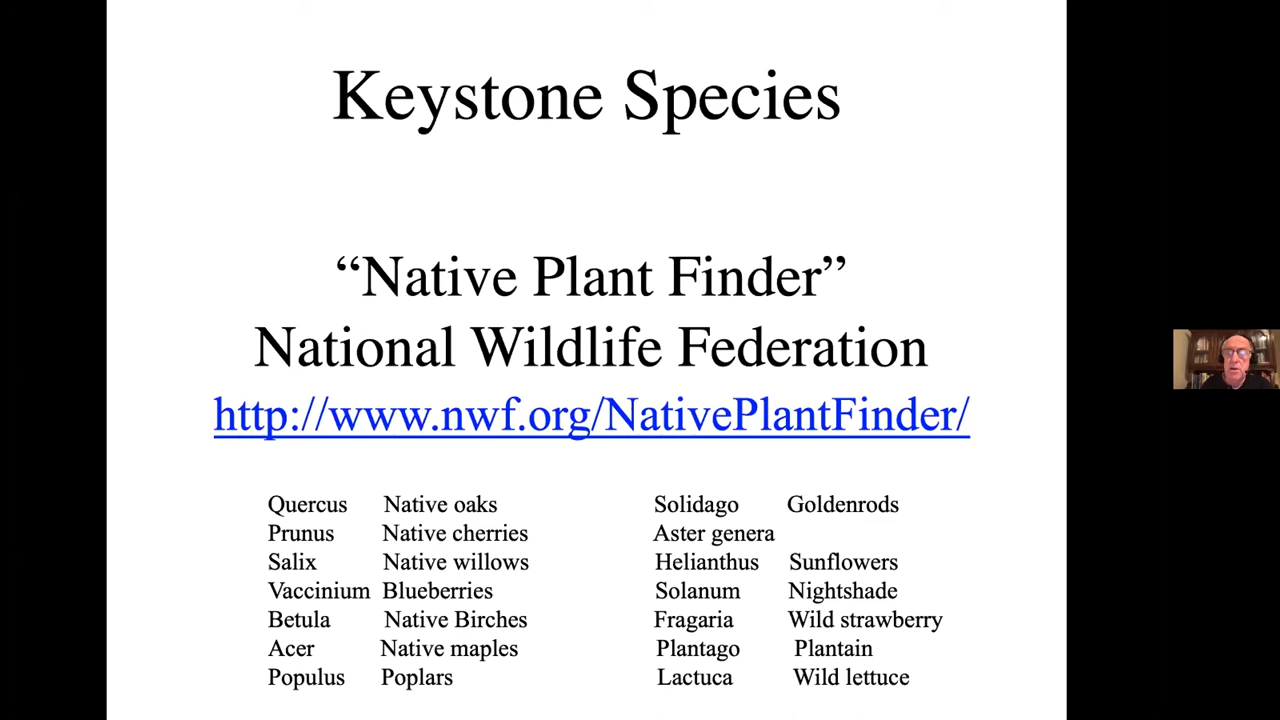 Keystone Species
“Native Plant Finder”
National Wildlife Federation
http://www.nwf.org/NativePlantFinder/
Quercus Native oaks
Prunus Native cherries
Salix Native willows
Vaccinium Blueberries
Betula Native Birches
Acer Native maples
Populus Poplars
Solidago Goldenrods
Aster genera
Helianthus Sunflowers
Solanum Nightshade
Fragaria Wild strawberry
Plantago Plantain
Lactuca Wild lettuce